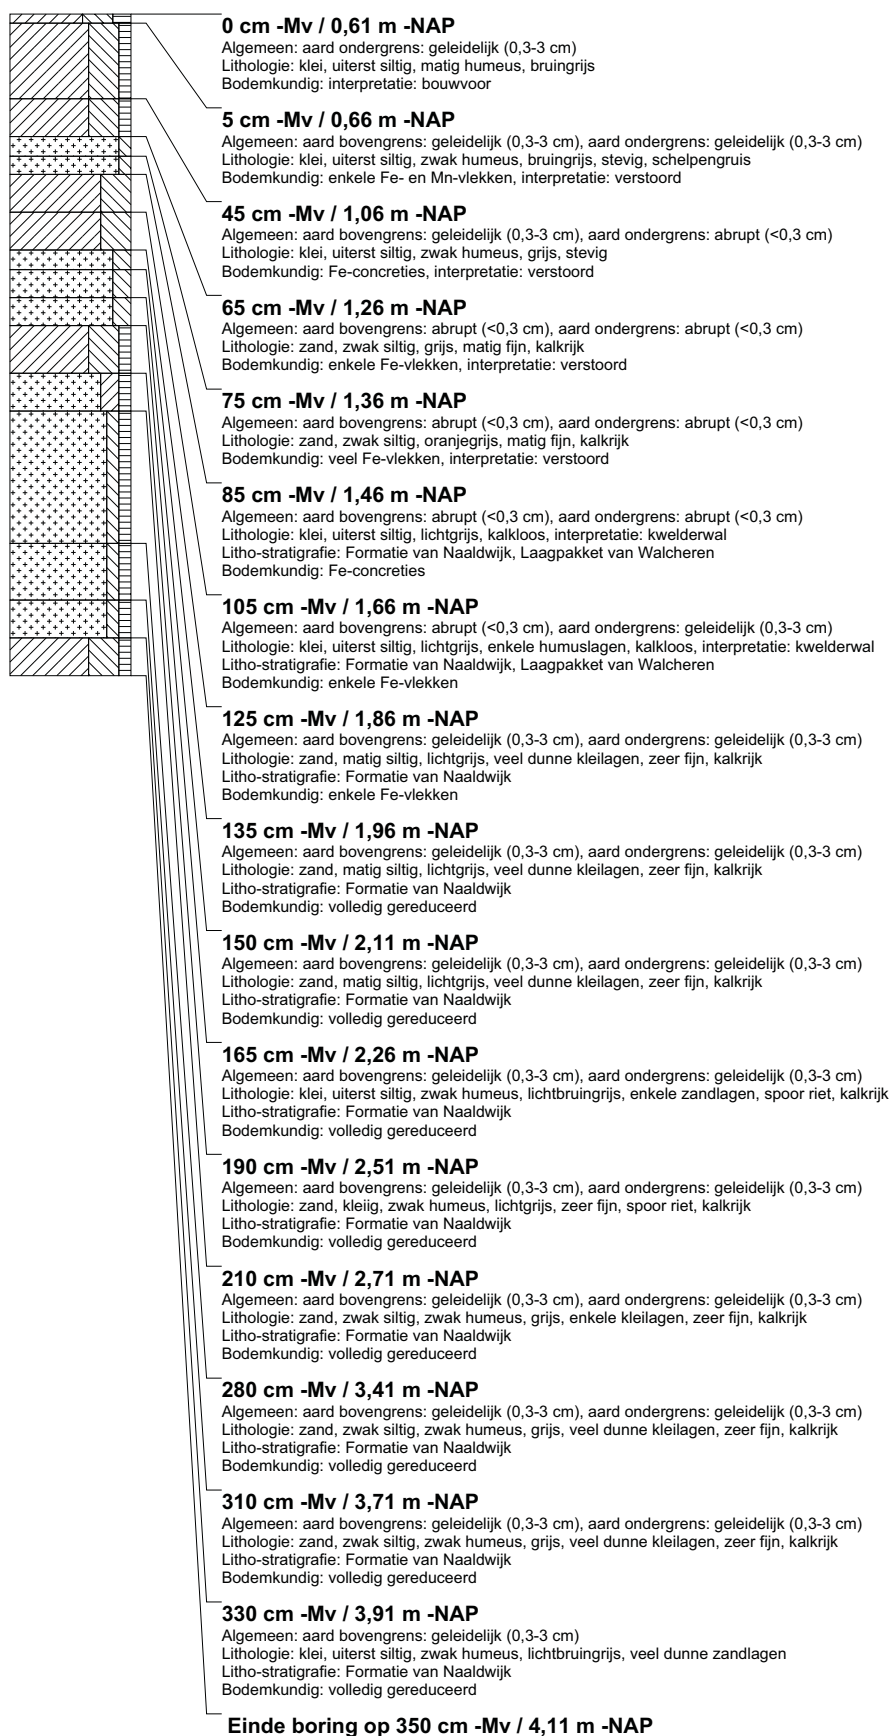 0 cm -Mv / 0,61 m -NAP
Algemeen: aard ondergrens: geleidelijk (0,3-3 cm)
Lithologie: klei, uiterst siltig, matig humeus, bruingrijs
Bodemkundig: interpretatie: bouwvoor
5 cm -Mv / 0,66 m -NAP
Algemeen: aard bovengrens: geleidelijk (0,3-3 cm), aard ondergrens: geleidelijk (0,3-3 cm)
Lithologie: klei, uiterst siltig, zwak humeus, bruingrijs, stevig, schelpengruis
Bodemkundig: enkele Fe- en Mn-vlekken, interpretatie: verstoord
45 cm -Mv / 1,06 m -NAP
Algemeen: aard bovengrens: geleidelijk (0,3-3 cm), aard ondergrens: abrupt (<0,3 cm)
Lithologie: klei, uiterst siltig, zwak humeus, grijs, stevig
Bodemkundig: Fe-concreties, interpretatie: verstoord
65 cm -Mv / 1,26 m -NAP
Algemeen: aard bovengrens: abrupt (<0,3 cm), aard ondergrens: abrupt (<0,3 cm)
Lithologie: zand, zwak siltig, grijs, matig fijn, kalkrijk
Bodemkundig: enkele Fe-vlekken, interpretatie: verstoord
75 cm -Mv / 1,36 m -NAP
Algemeen: aard bovengrens: abrupt (<0,3 cm), aard ondergrens: abrupt (<0,3 cm)
Lithologie: zand, zwak siltig, oranjegrijs, matig fijn, kalkrijk
Bodemkundig: veel Fe-vlekken, interpretatie: verstoord
85 cm -Mv / 1,46 m -NAP
Algemeen: aard bovengrens: abrupt (<0,3 cm), aard ondergrens: abrupt (<0,3 cm)
Lithologie: klei, uiterst siltig, lichtgrijs, kalkloos, interpretatie: kwelderwal
Litho-stratigrafie: Formatie van Naaldwijk, Laagpakket van Walcheren
Bodemkundig: Fe-concreties
105 cm -Mv / 1,66 m -NAP
Algemeen: aard bovengrens: abrupt (<0,3 cm), aard ondergrens: geleidelijk (0,3-3 cm)
Lithologie: klei, uiterst siltig, lichtgrijs, enkele humuslagen, kalkloos, interpretatie: kwelderwal
Litho-stratigrafie: Formatie van Naaldwijk, Laagpakket van Walcheren
Bodemkundig: enkele Fe-vlekken
125 cm -Mv / 1,86 m -NAP
Algemeen: aard bovengrens: geleidelijk (0,3-3 cm), aard ondergrens: geleidelijk (0,3-3 cm)
Lithologie: zand, matig siltig, lichtgrijs, veel dunne kleilagen, zeer fijn, kalkrijk
Litho-stratigrafie: Formatie van Naaldwijk
Bodemkundig: enkele Fe-vlekken
135 cm -Mv / 1,96 m -NAP
Algemeen: aard bovengrens: geleidelijk (0,3-3 cm), aard ondergrens: geleidelijk (0,3-3 cm)
Lithologie: zand, matig siltig, lichtgrijs, veel dunne kleilagen, zeer fijn, kalkrijk
Litho-stratigrafie: Formatie van Naaldwijk
Bodemkundig: volledig gereduceerd
150 cm -Mv / 2,11 m -NAP
Algemeen: aard bovengrens: geleidelijk (0,3-3 cm), aard ondergrens: geleidelijk (0,3-3 cm)
Lithologie: zand, matig siltig, lichtgrijs, veel dunne kleilagen, zeer fijn, kalkrijk
Litho-stratigrafie: Formatie van Naaldwijk
Bodemkundig: volledig gereduceerd
165 cm -Mv / 2,26 m -NAP
Algemeen: aard bovengrens: geleidelijk (0,3-3 cm), aard ondergrens: geleidelijk (0,3-3 cm)
Lithologie: klei, uiterst siltig, zwak humeus, lichtbruingrijs, enkele zandlagen, spoor riet, kalkrijk
Litho-stratigrafie: Formatie van Naaldwijk
Bodemkundig: volledig gereduceerd
190 cm -Mv / 2,51 m -NAP
Algemeen: aard bovengrens: geleidelijk (0,3-3 cm), aard ondergrens: geleidelijk (0,3-3 cm)
Lithologie: zand, kleiig, zwak humeus, lichtgrijs, zeer fijn, spoor riet, kalkrijk
Litho-stratigrafie: Formatie van Naaldwijk
Bodemkundig: volledig gereduceerd
210 cm -Mv / 2,71 m -NAP
Algemeen: aard bovengrens: geleidelijk (0,3-3 cm), aard ondergrens: geleidelijk (0,3-3 cm)
Lithologie: zand, zwak siltig, zwak humeus, grijs, enkele kleilagen, zeer fijn, kalkrijk
Litho-stratigrafie: Formatie van Naaldwijk
Bodemkundig: volledig gereduceerd
280 cm -Mv / 3,41 m -NAP
Algemeen: aard bovengrens: geleidelijk (0,3-3 cm), aard ondergrens: geleidelijk (0,3-3 cm)
Lithologie: zand, zwak siltig, zwak humeus, grijs, veel dunne kleilagen, zeer fijn, kalkrijk
Litho-stratigrafie: Formatie van Naaldwijk
Bodemkundig: volledig gereduceerd
310 cm -Mv / 3,71 m -NAP
Algemeen: aard bovengrens: geleidelijk (0,3-3 cm), aard ondergrens: geleidelijk (0,3-3 cm)
Lithologie: zand, zwak siltig, zwak humeus, grijs, veel dunne kleilagen, zeer fijn, kalkrijk
Litho-stratigrafie: Formatie van Naaldwijk
Bodemkundig: volledig gereduceerd
330 cm -Mv / 3,91 m -NAP
Algemeen: aard bovengrens: geleidelijk (0,3-3 cm)
Lithologie: klei, uiterst siltig, zwak humeus, lichtbruingrijs, veel dunne zandlagen
Litho-stratigrafie: Formatie van Naaldwijk
Bodemkundig: volledig gereduceerd
Einde boring op 350 cm -Mv / 4,11 m -NAP